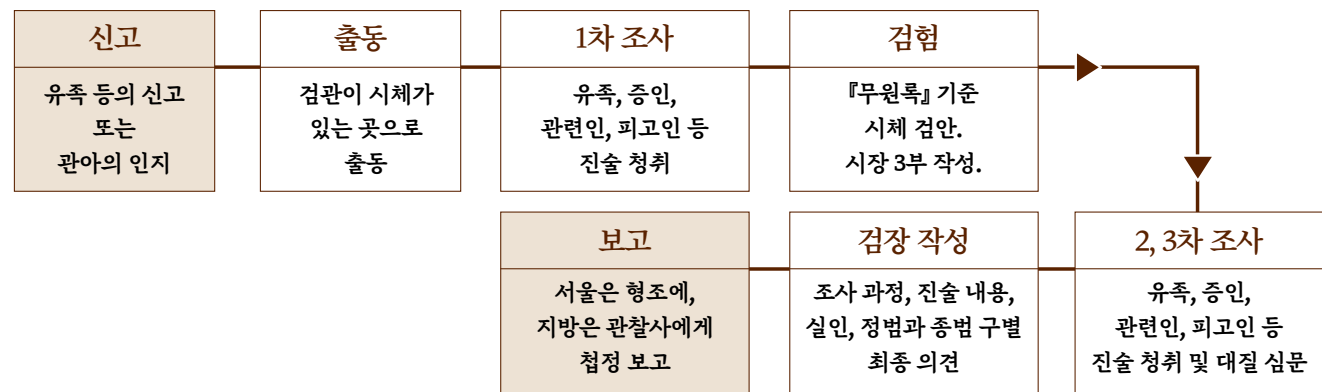 신고
유족 등의 신고
또는
관아의 인지
출동
검관이 시체가
있는 곳으로
출동
1차 조사
유족, 증인,
관련인, 피고인 등
진술 청취
검험
『무원록』 기준
시체 검안.
시장 3부 작성.
2, 3차 조사
유족, 증인,
관련인, 피고인 등
진술 청취 및 대질 심문
검장 작성
조사 과정, 진술 내용,
실인, 정범과 종범 구별
최종 의견
보고
서울은 형조에,
지방은 관찰사에게
첩정 보고